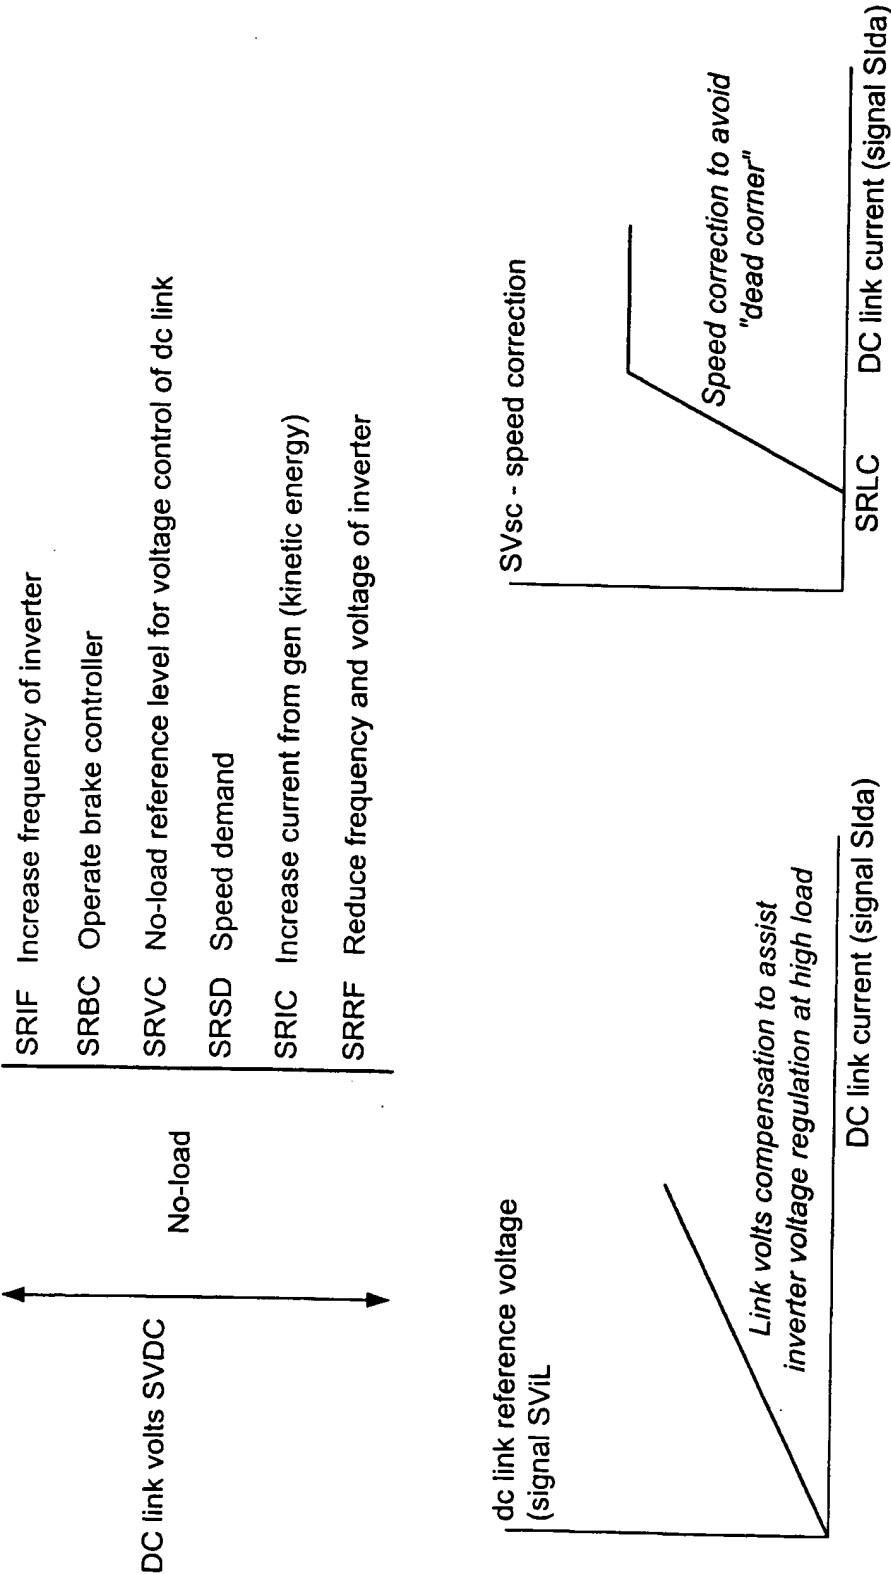 DC link volts SVDC
No-load
SRIF Increase frequency of inverter
SRBC Operate brake controller
SRVC No-load reference level for voltage control of dc link
SRSD Speed demand
SRIC Increase current from gen (kinetic energy)
SRRF Reduce frequency and voltage of inverter
dc link reference voltage
(signal SViL
Link volts compensation to assist
inverter voltage regulation at high load
DC link current (signal SIda)
SVsc - speed correction
Speed correction to avoid
"dead corner"
SRLC
DC link current (signal SIda)